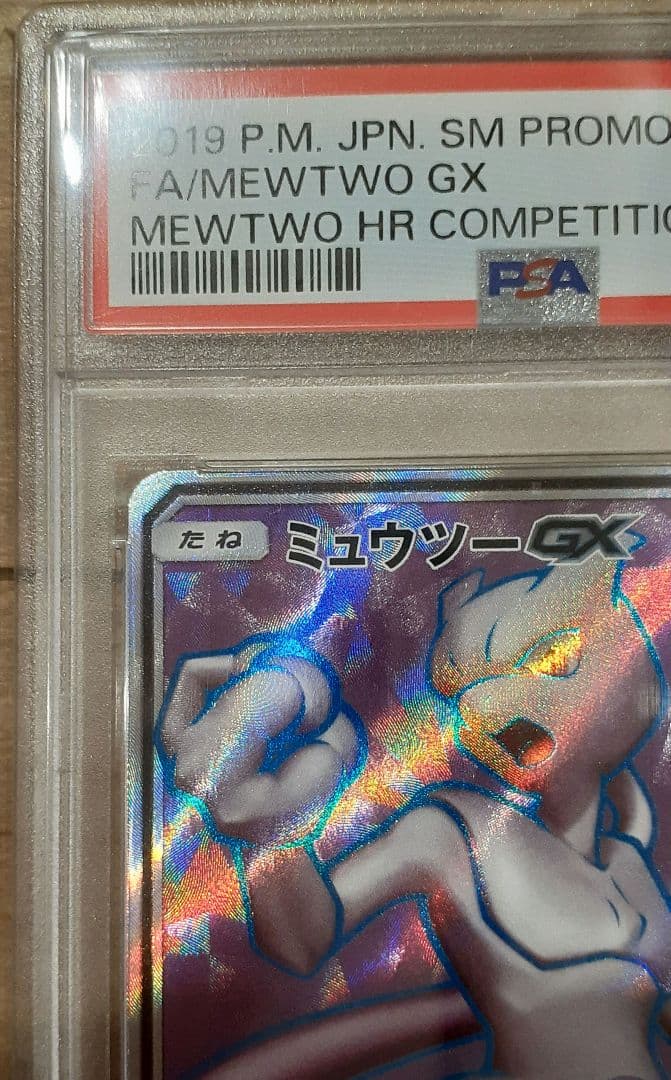 2019 P.M. JPN. SM PROMO
FA/MEWTWO GX
MEWTWO HR COMPETITIO
PSA
たね ミュウツーGX